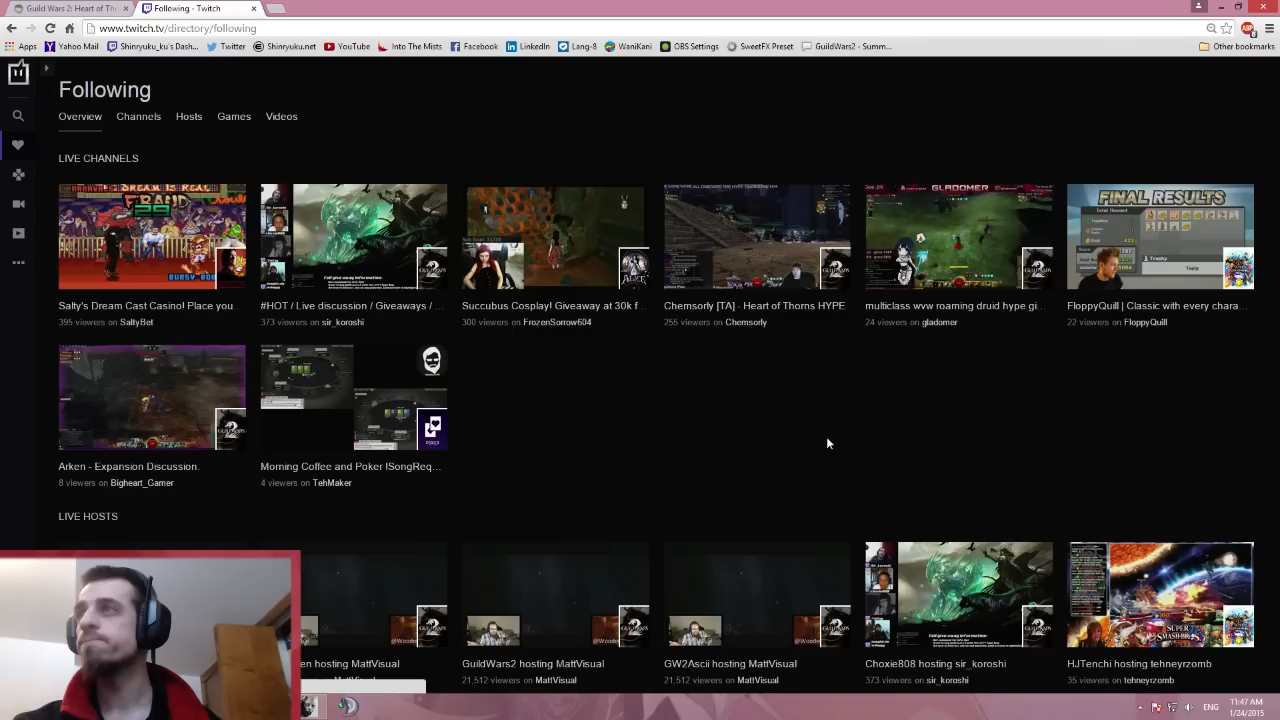 Guild Wars 2: Heart of The
Following - Twitch
www.twitch.tv/directory/following
Apps
Yahoo Mail
Shinryuku_ku's Dash...
Twitter
Shinryuku.net
YouTube
Into The Mists
Facebook
LinkedIn
Lang-8
WaniKani
OBS Settings
SweetFX Preset
GuildWars2 - Summ...
Other bookmarks
Following
Overview
Channels
Hosts
Games
Videos
LIVE CHANNELS
FINAL RESULTS
GLADOMER
Salty's Dream Cast Casino! Place you...
#HOT / Live discussion / Giveaways / ...
Succubus Cosplay! Giveaway at 30k f...
Chemsorly [TA] - Heart of Thorns HYPE
multiclass wvw roaming druid hype gi...
FloppyQuill | Classic with every chara...
395 viewers on SaltyBet
373 viewers on sir_koroshi
300 viewers on FrozenSorrow604
255 viewers on Chemsorly
24 viewers on gladomer
22 viewers on FloppyQuill
POKER
Arken - Expansion Discussion.
Morning Coffee and Poker !SongReq...
8 viewers on Bigheart_Gamer
4 viewers on TehMaker
LIVE HOSTS
SUPER
SMASH BROS
en hosting MattVisual
GuildWars2 hosting MattVisual
GW2Ascii hosting MattVisual
Choxie808 hosting sir_koroshi
HJTenchi hosting tehneyrzomb
21,512 viewers on MattVisual
21,512 viewers on MattVisual
373 viewers on sir_koroshi
35 viewers on tehneyrzomb
ENG
11:47 AM
1/24/2015